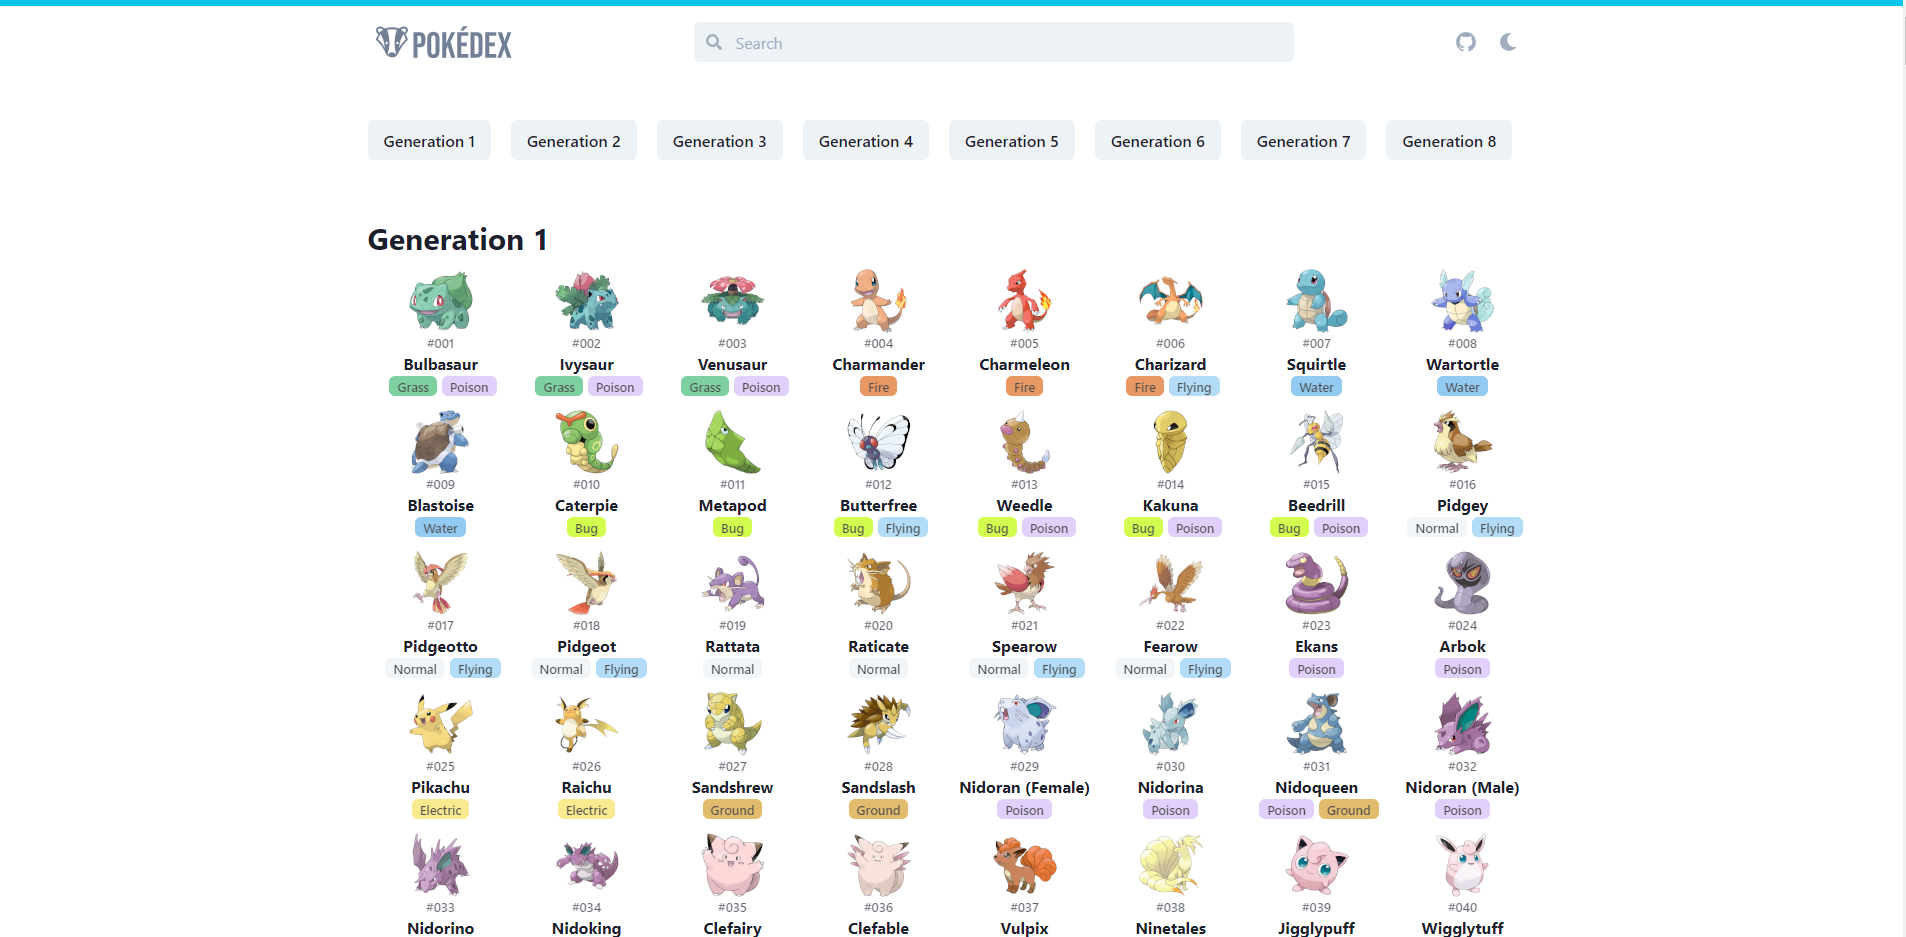 POKÉDEX
Search
Generation 1 Generation 2 Generation 3 Generation 4 Generation 5 Generation 6 Generation 7 Generation 8
Generation 1
#001 #002 #003 #004 #005 #006 #007 #008
Bulbasaur Ivysaur Venusaur Charmander Charmeleon Charizard Squirtle Wartortle
Grass Poison Grass Poison Grass Poison Fire Fire Fire Flying Water Water
#009 #010 #011 #012 #013 #014 #015 #016
Blastoise Caterpie Metapod Butterfree Weedle Kakuna Beedrill Pidgey
Water Bug Bug Bug Flying Bug Poison Bug Poison Bug Poison Normal Flying
#017 #018 #019 #020 #021 #022 #023 #024
Pidgeotto Pidgeot Rattata Raticate Spearow Fearow Ekans Arbok
Normal Flying Normal Flying Normal Normal Normal Flying Normal Flying Poison Poison
#025 #026 #027 #028 #029 #030 #031 #032
Pikachu Raichu Sandshrew Sandslash Nidoran (Female) Nidorina Nidoqueen Nidoran (Male)
Electric Electric Ground Ground Poison Poison Poison Ground Poison
#033 #034 #035 #036 #037 #038 #039 #040
Nidorino Nidoking Clefairy Clefable Vulpix Ninetales Jigglypuff Wigglytuff